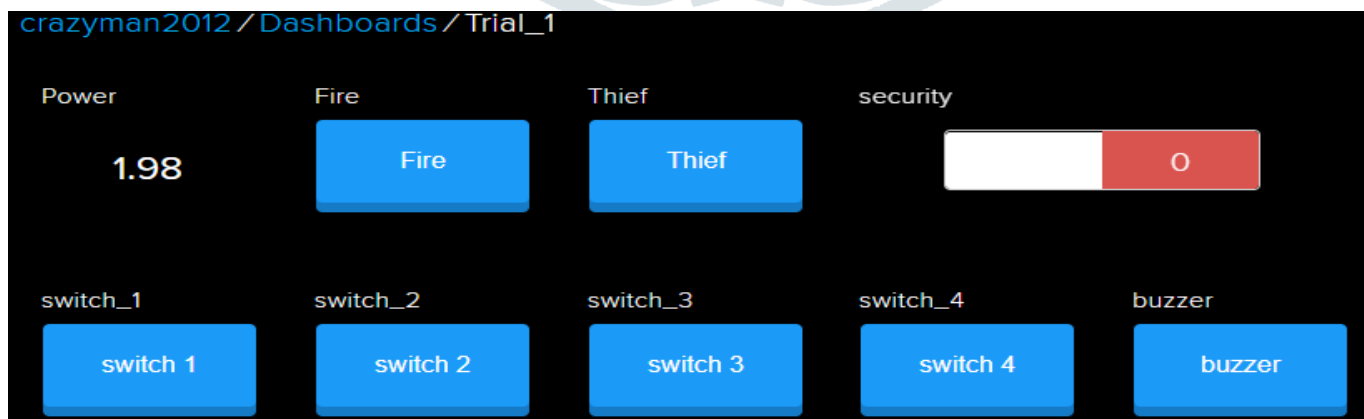 crazyman2012/Dashboards/Trial_1
Power Fire Thief security
1.98 Fire Thief 0
switch_1 switch_2 switch_3 switch_4 buzzer
switch 1 switch 2 switch 3 switch 4 buzzer